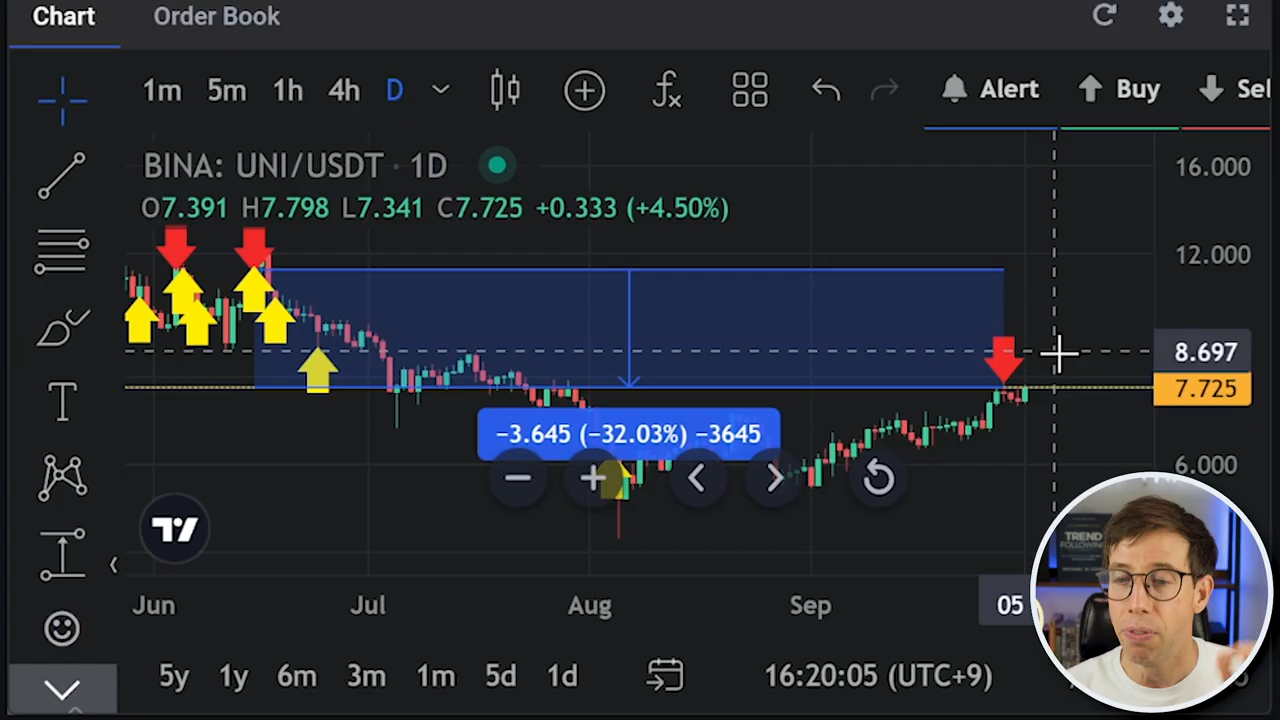 Chart Order Book
1m 5m 1h 4h D Alert Buy Sel
BINA: UNI/USDT · 1D
O7.391 H7.798 L7.341 C7.725 +0.333 (+4.50%)
16.000
12.000
8.697
7.725
−3.645 (−32.03%) −3645
6.000
TREND
FOLLOWING
Jun Jul Aug Sep 05
5y 1y 6m 3m 1m 5d 1d 16:20:05 (UTC+9)